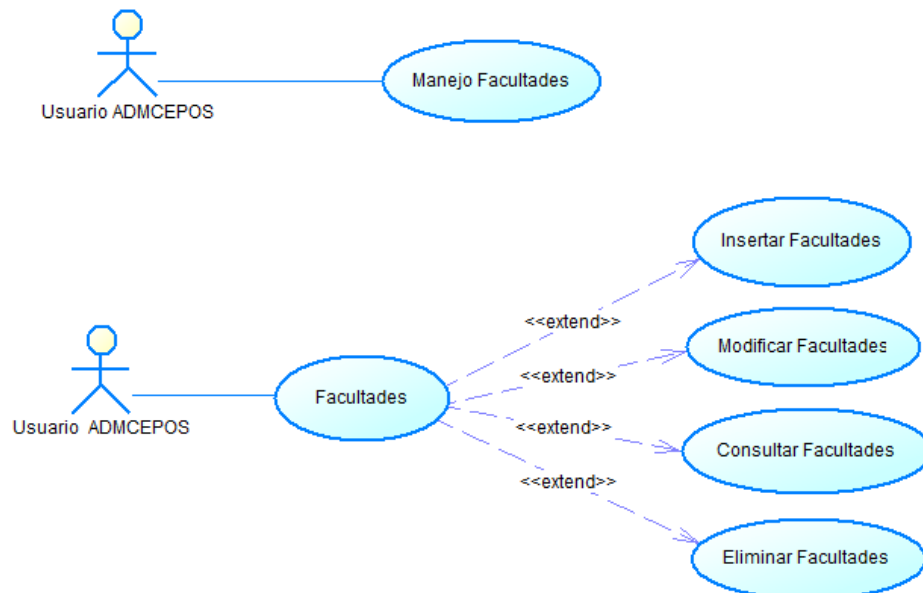 Manejo Facultades
Usuario ADMCEPOS
Insertar Facultades
<<extend>>
Modificar Facultades
<<extend>>
Facultades
Usuario ADMCEPOS
<<extend>>
Consultar Facultades
<<extend>>
Eliminar Facultades